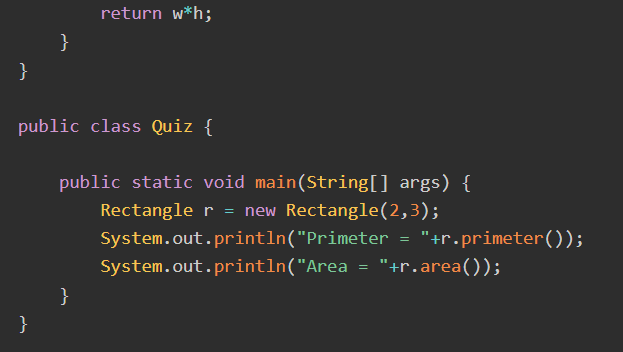 return w*h;
}
}
public class Quiz {
public static void main(String[] args) {
Rectangle r = new Rectangle(2,3);
System.out.println("Primeter = "+r.primeter());
System.out.println("Area = "+r.area());
}
}